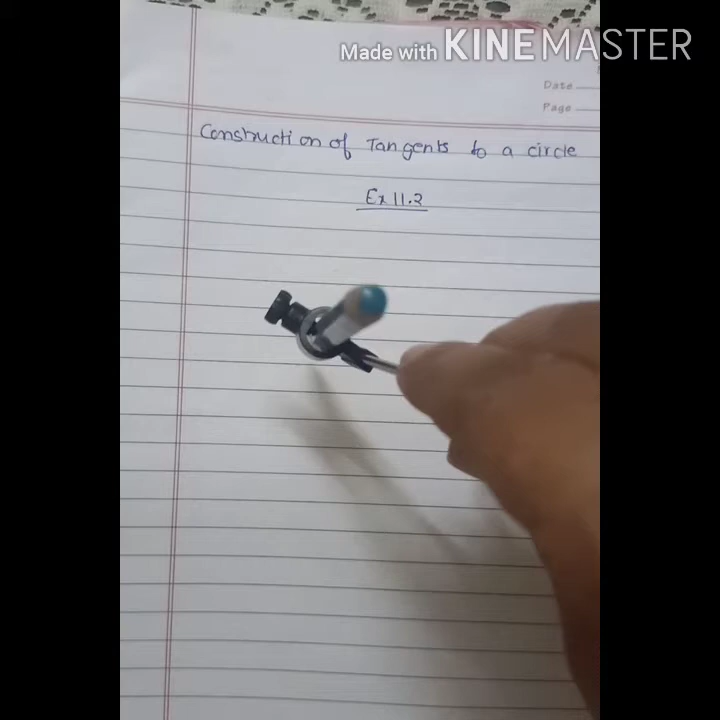 Made with KINEMASTER
Date
Page
Construction of Tangents to a circle
Ex 11.2